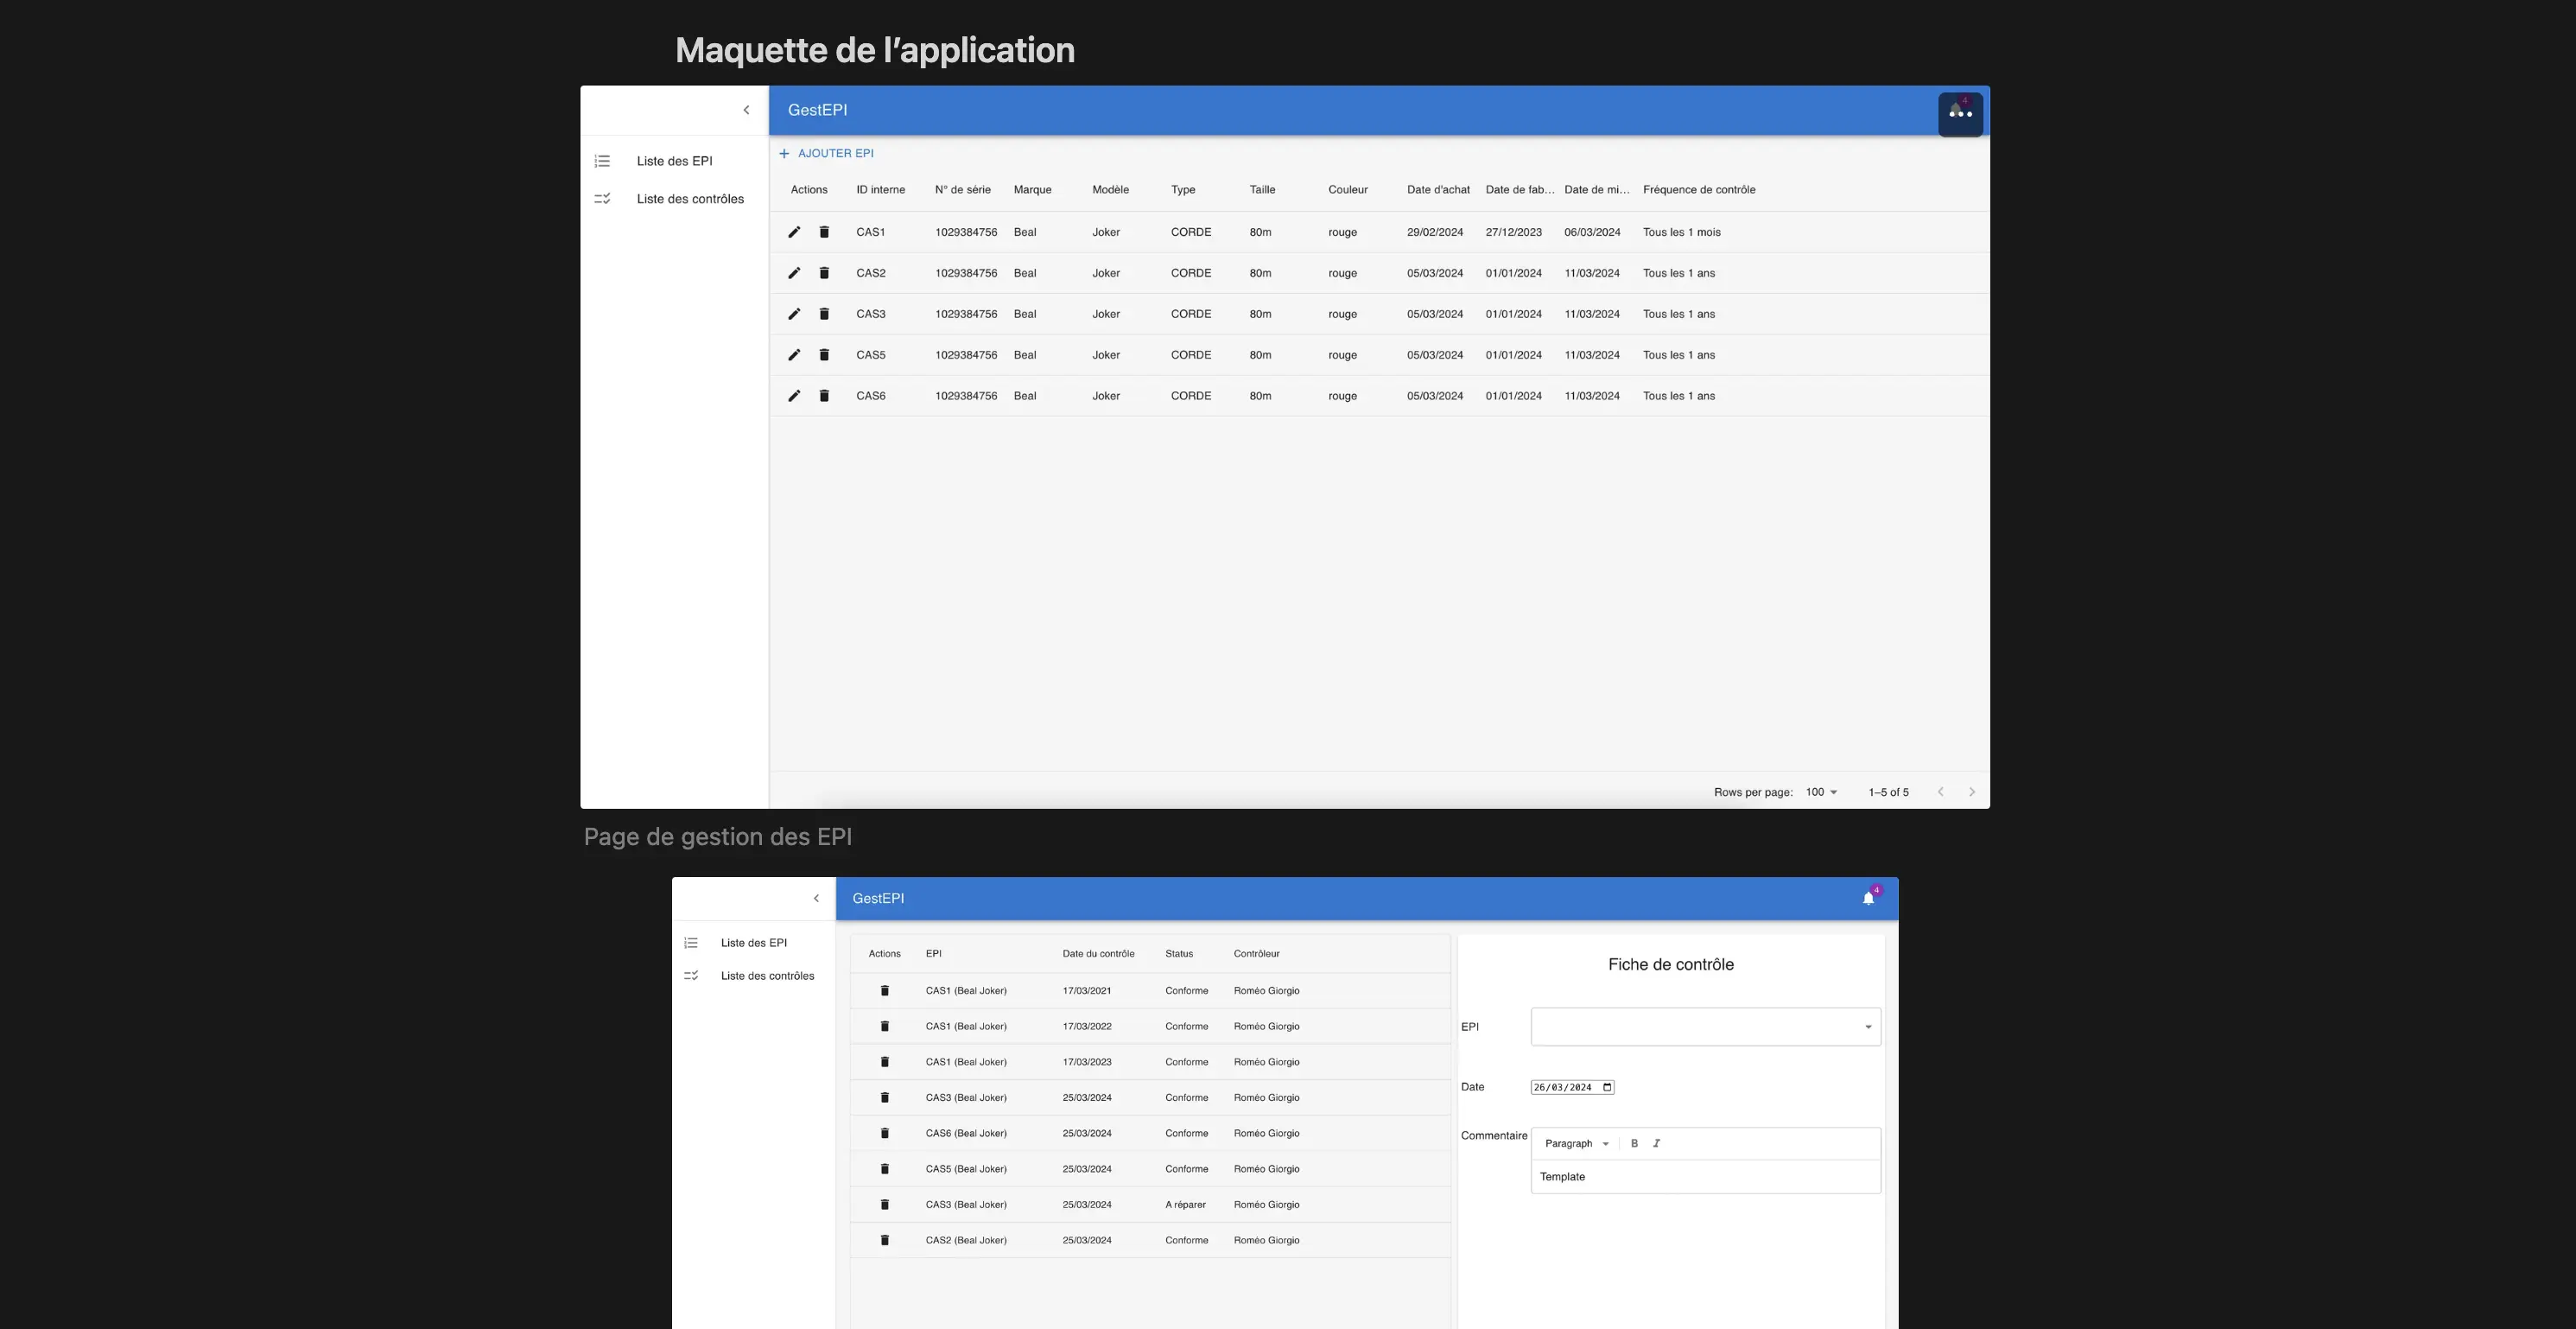 Maquette de l’application
GestEPI
4
Liste des EPI
Liste des contrôles
AJOUTER EPI
Actions ID interne N° de série Marque Modèle Type Taille Couleur Date d'achat Date de fab... Date de mi... Fréquence de contrôle
CAS1 1029384756 Beal Joker CORDE 80m rouge 29/02/2024 27/12/2023 06/03/2024 Tous les 1 mois
CAS2 1029384756 Beal Joker CORDE 80m rouge 05/03/2024 01/01/2024 11/03/2024 Tous les 1 ans
CAS3 1029384756 Beal Joker CORDE 80m rouge 05/03/2024 01/01/2024 11/03/2024 Tous les 1 ans
CAS5 1029384756 Beal Joker CORDE 80m rouge 05/03/2024 01/01/2024 11/03/2024 Tous les 1 ans
CAS6 1029384756 Beal Joker CORDE 80m rouge 05/03/2024 01/01/2024 11/03/2024 Tous les 1 ans
Rows per page: 100 1–5 of 5
Page de gestion des EPI
GestEPI
4
Liste des EPI
Liste des contrôles
Actions EPI Date du contrôle Status Contrôleur
CAS1 (Beal Joker) 17/03/2021 Conforme Roméo Giorgio
CAS1 (Beal Joker) 17/03/2022 Conforme Roméo Giorgio
CAS1 (Beal Joker) 17/03/2023 Conforme Roméo Giorgio
CAS3 (Beal Joker) 25/03/2024 Conforme Roméo Giorgio
CAS6 (Beal Joker) 25/03/2024 Conforme Roméo Giorgio
CAS5 (Beal Joker) 25/03/2024 Conforme Roméo Giorgio
CAS3 (Beal Joker) 25/03/2024 A réparer Roméo Giorgio
CAS2 (Beal Joker) 25/03/2024 Conforme Roméo Giorgio
Fiche de contrôle
EPI
Date 26/03/2024
Commentaire Paragraph B I
Template